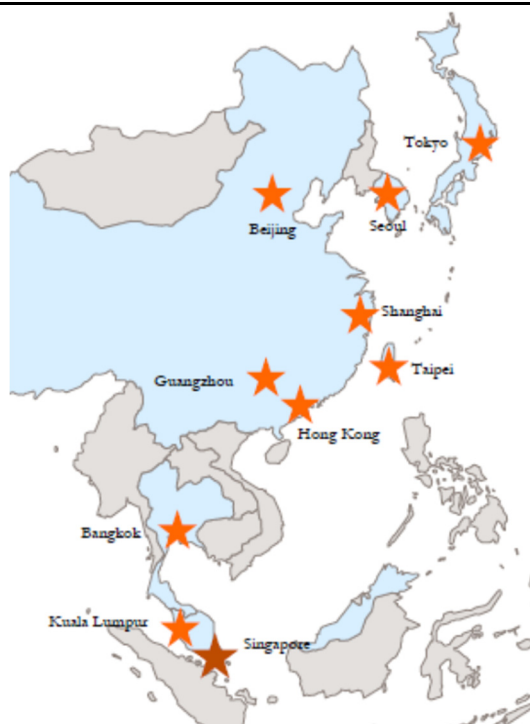 Tokyo
Beijing
Seoul
Shanghai
Taipei
Guangzhou
Hong Kong
Bangkok
Kuala Lumpur
Singapore